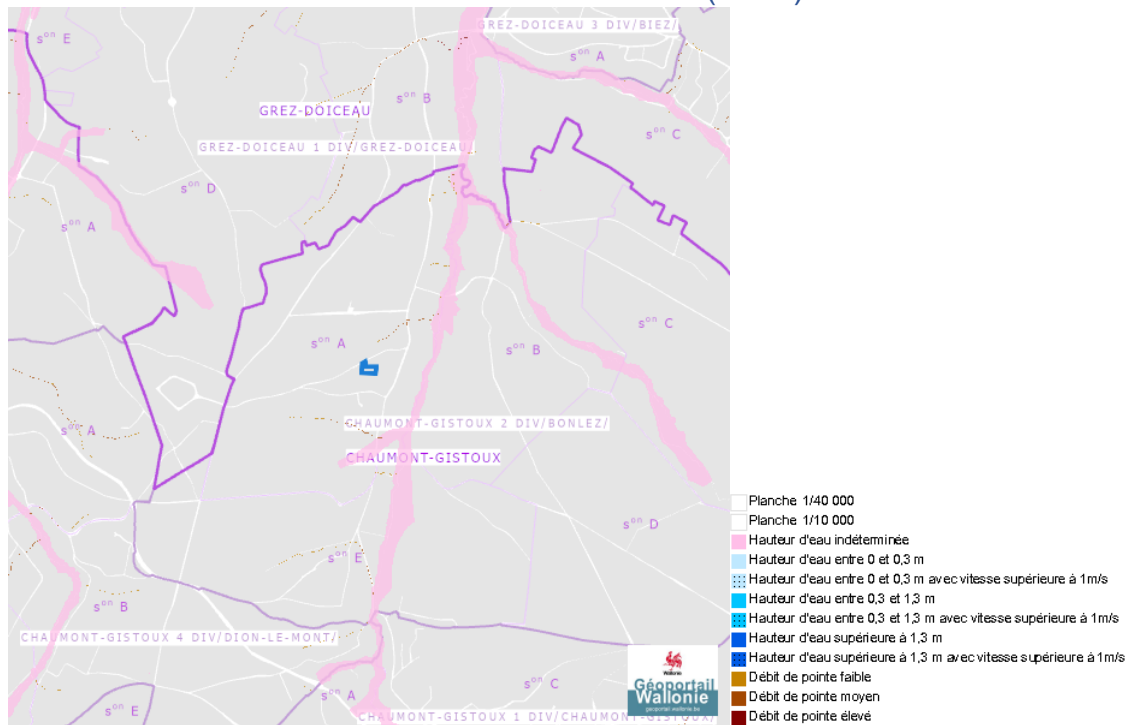 GREZ-DOICEAU 3 DIV/BIEZ/
sᵒⁿ E
sᵒⁿ A
sᵒⁿ B
GREZ-DOICEAU
sᵒⁿ C
GREZ-DOICEAU 1 DIV/GREZ-DOICEAU/
sᵒⁿ D
sᵒⁿ A
sᵒⁿ C
sᵒⁿ A
sᵒⁿ B
CHAUMONT-GISTOUX 2 DIV/BONLEZ/
sᵒⁿ A
CHAUMONT-GISTOUX
sᵒⁿ D
sᵒⁿ E
sᵒⁿ B
CHAUMONT-GISTOUX 4 DIV/DION-LE-MONT/
sᵒⁿ C
sᵒⁿ A
sᵒⁿ E
CHAUMONT-GISTOUX 1 DIV/CHAUMONT-GISTOUX/
Wallonie
Géoportail
Wallonie
geoportail.wallonie.be
Planche 1/40 000
Planche 1/10 000
Hauteur d'eau indéterminée
Hauteur d'eau entre 0 et 0,3 m
Hauteur d'eau entre 0 et 0,3 m avec vitesse supérieure à 1m/s
Hauteur d'eau entre 0,3 et 1,3 m
Hauteur d'eau entre 0,3 et 1,3 m avec vitesse supérieure à 1m/s
Hauteur d'eau supérieure à 1,3 m
Hauteur d'eau supérieure à 1,3 m avec vitesse supérieure à 1m/s
Débit de pointe faible
Débit de pointe moyen
Débit de pointe élevé